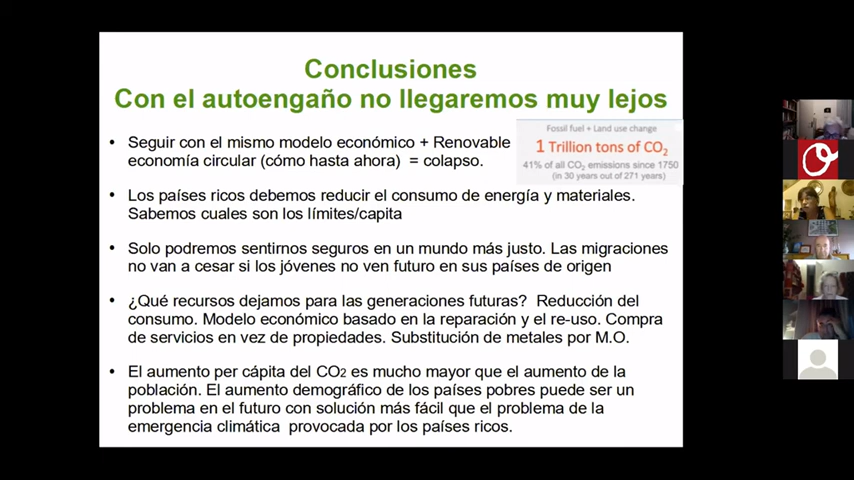 Conclusiones
Con el autoengaño no llegaremos muy lejos
• Seguir con el mismo modelo económico + Renovable
economía circular (cómo hasta ahora) = colapso.
Fossil fuel + Land use change
1 Trillion tons of CO2
41% of all CO2 emissions since 1750
(in 30 years out of 271 years)
• Los países ricos debemos reducir el consumo de energía y materiales.
Sabemos cuales son los límites/capita
• Solo podremos sentirnos seguros en un mundo más justo. Las migraciones
no van a cesar si los jóvenes no ven futuro en sus países de origen
• ¿Qué recursos dejamos para las generaciones futuras? Reducción del
consumo. Modelo económico basado en la reparación y el re-uso. Compra
de servicios en vez de propiedades. Substitución de metales por M.O.
• El aumento per cápita del CO2 es mucho mayor que el aumento de la
población. El aumento demográfico de los países pobres puede ser un
problema en el futuro con solución más fácil que el problema de la
emergencia climática provocada por los países ricos.